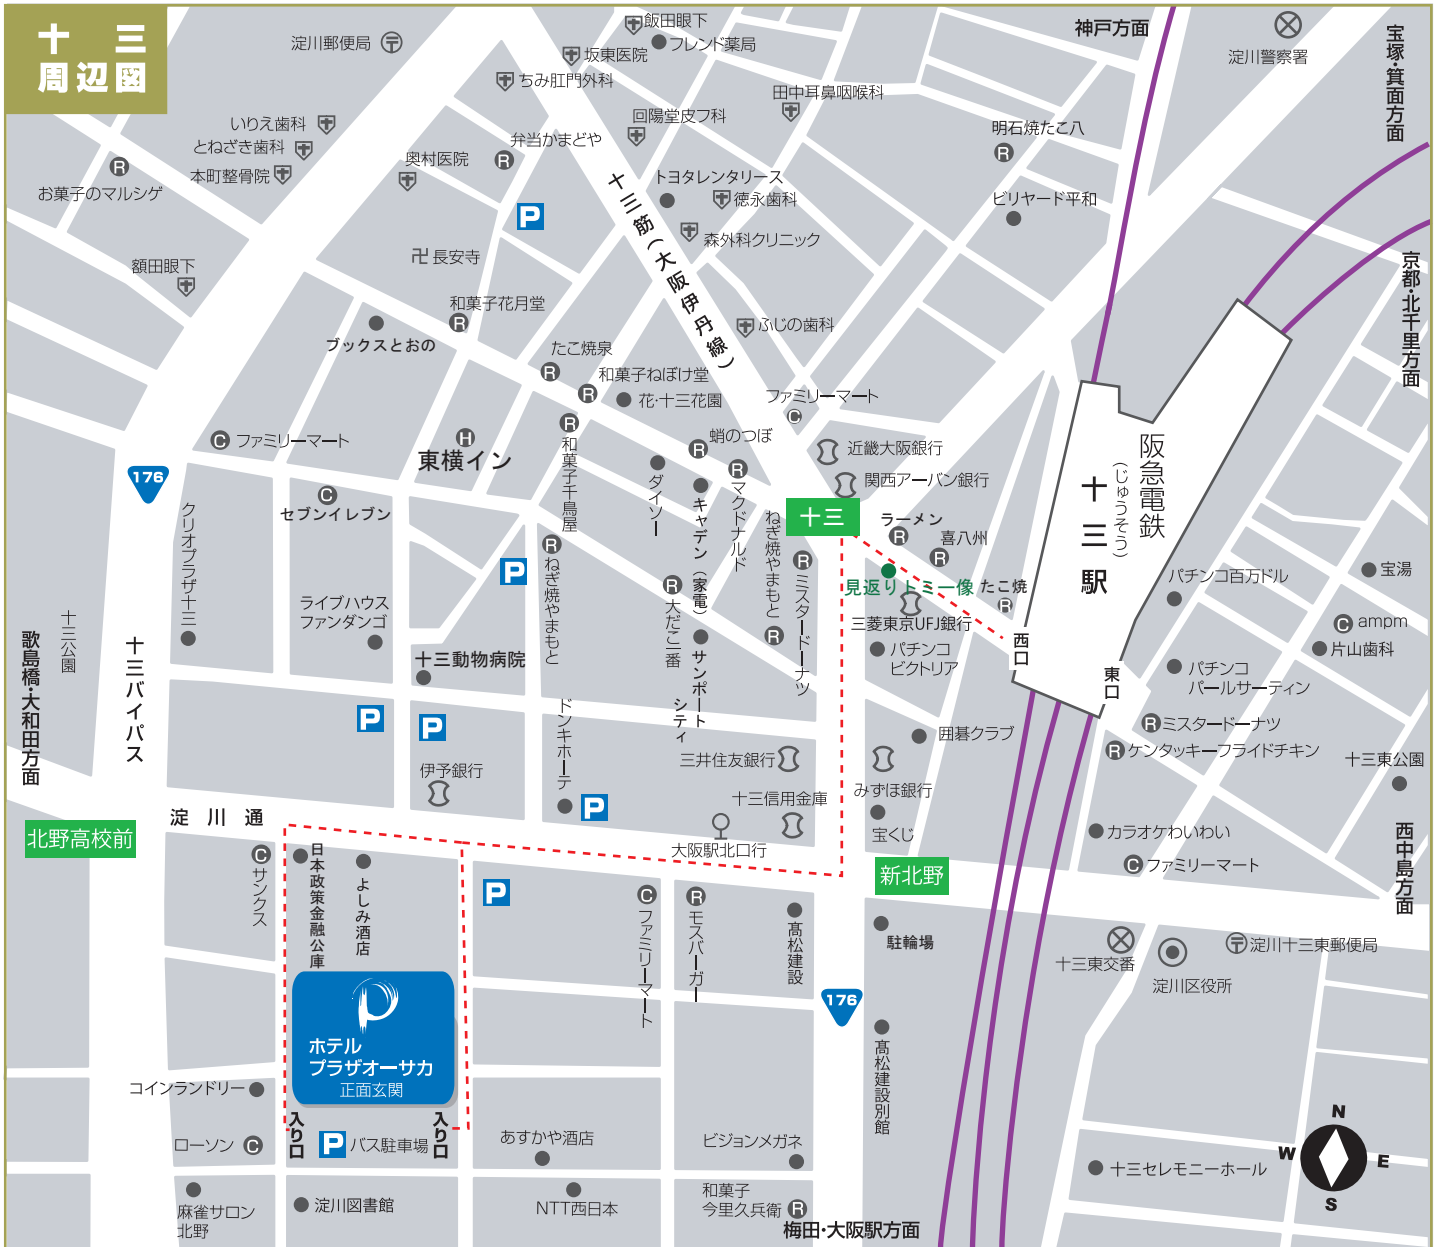 十三
周辺図
淀川郵便局
飯田眼下
フレンド薬局
坂東医院
ちみ肛門外科
神戸方面
淀川警察署
宝塚・箕面方面
田中耳鼻咽喉科
回陽堂皮フ科
明石焼たこ八
いりえ歯科
とねざき歯科
本町整骨院
弁当かまどや
奥村医院
お菓子のマルシゲ
トヨタレンタリース
徳永歯科
ビリヤード平和
森外科クリニック
十三筋(大阪伊丹線)
長安寺
額田眼下
京都・北千里方面
和菓子花月堂
ブックスとおの
ふじの歯科
たこ焼泉
和菓子ねぼけ堂
花・十三花園
ファミリーマート
ファミリーマート
東横イン
和菓子千鳥屋
蛸のつぼ
近畿大阪銀行
関西アーバン銀行
阪急電鉄
(じゅうそう)
十三駅
176
クリオプラザ十三
セブンイレブン
ダイソー
キャデン(家電)
マクドナルド
ねぎ焼やまもと
十三
ラーメン
喜八州
見返りトミー像
たこ焼
三菱東京UFJ銀行
ミスタードーナツ
ねぎ焼やまもと
大だこ一番
サンポートシティ
パチンコ
ビクトリア
西口
東口
パチンコ百万ドル
宝湯
ampm
片山歯科
パチンコ
パールサーティン
ミスタードーナツ
ケンタッキーフライドチキン
十三東公園
ライブハウス
ファンダンゴ
十三公園
歌島橋・大和田方面
十三バイパス
十三動物病院
ドンキホーテ
伊予銀行
三井住友銀行
囲碁クラブ
みずほ銀行
宝くじ
十三信用金庫
大阪駅北口行
淀川通
北野高校前
新北野
カラオケわいわい
ファミリーマート
西中島方面
サンクス
日本政策金融公庫
よしみ酒店
ファミリーマート
モスバーガー
髙松建設
駐輪場
十三東交番
淀川区役所
淀川十三東郵便局
176
ホテル
プラザオーサカ
正面玄関
髙松建設別館
コインランドリー
ローソン
入り口
バス駐車場
入り口
あすかや酒店
ビジョンメガネ
十三セレモニーホール
N
W
E
S
麻雀サロン
北野
淀川図書館
NTT西日本
和菓子
今里久兵衛
梅田・大阪駅方面